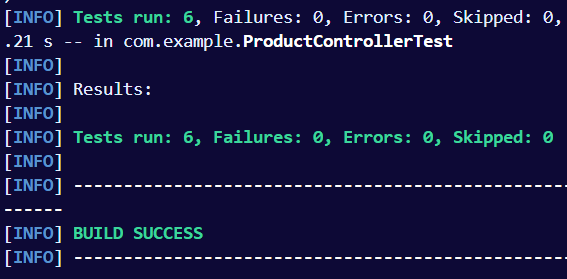 [INFO] Tests run: 6, Failures: 0, Errors: 0, Skipped: 0,
.21 s -- in com.example.ProductControllerTest
[INFO]
[INFO] Results:
[INFO]
[INFO] Tests run: 6, Failures: 0, Errors: 0, Skipped: 0
[INFO]
[INFO] --------------------------------------------------
------
[INFO] BUILD SUCCESS
[INFO] --------------------------------------------------